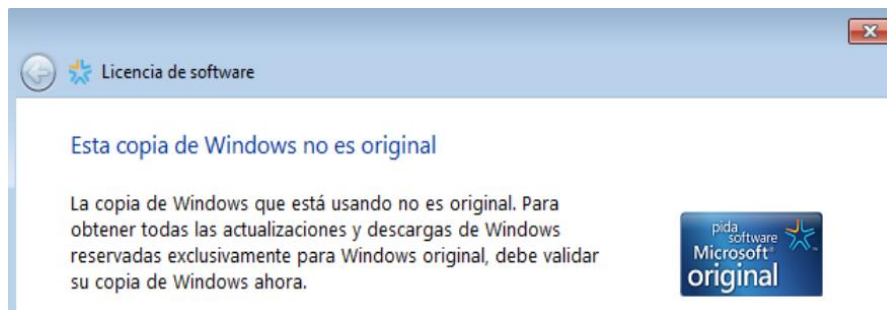 Licencia de software
Esta copia de Windows no es original
La copia de Windows que está usando no es original. Para
obtener todas las actualizaciones y descargas de Windows
reservadas exclusivamente para Windows original, debe validar
su copia de Windows ahora.
pida
software
Microsoft®
original